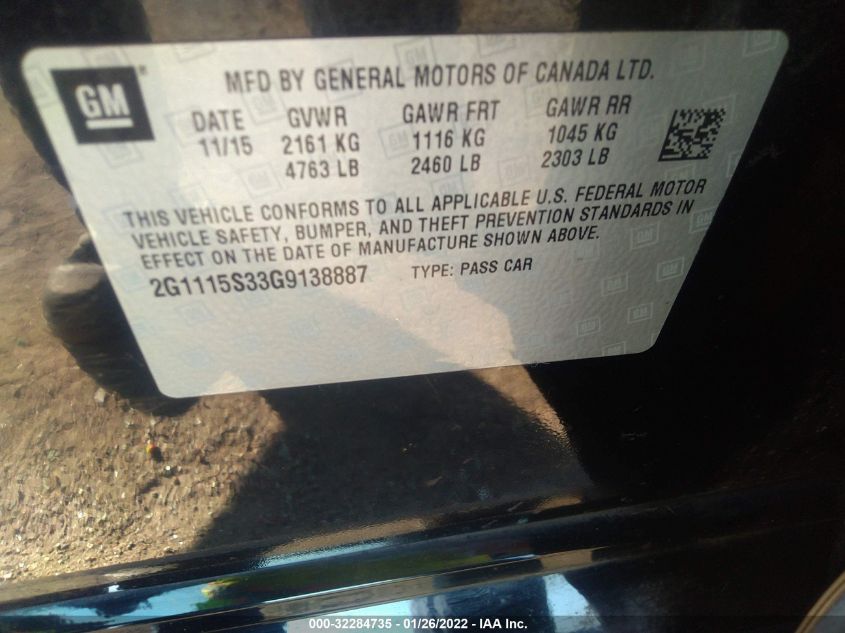 GM ®
MFD BY GENERAL MOTORS OF CANADA LTD.
DATE GVWR GAWR FRT GAWR RR
11/15 2161 KG 1116 KG 1045 KG
4763 LB 2460 LB 2303 LB
THIS VEHICLE CONFORMS TO ALL APPLICABLE U.S. FEDERAL MOTOR
VEHICLE SAFETY, BUMPER, AND THEFT PREVENTION STANDARDS IN
EFFECT ON THE DATE OF MANUFACTURE SHOWN ABOVE.
2G1115S33G9138887 TYPE: PASS CAR
000-32284735 - 01/26/2022 - IAA Inc.